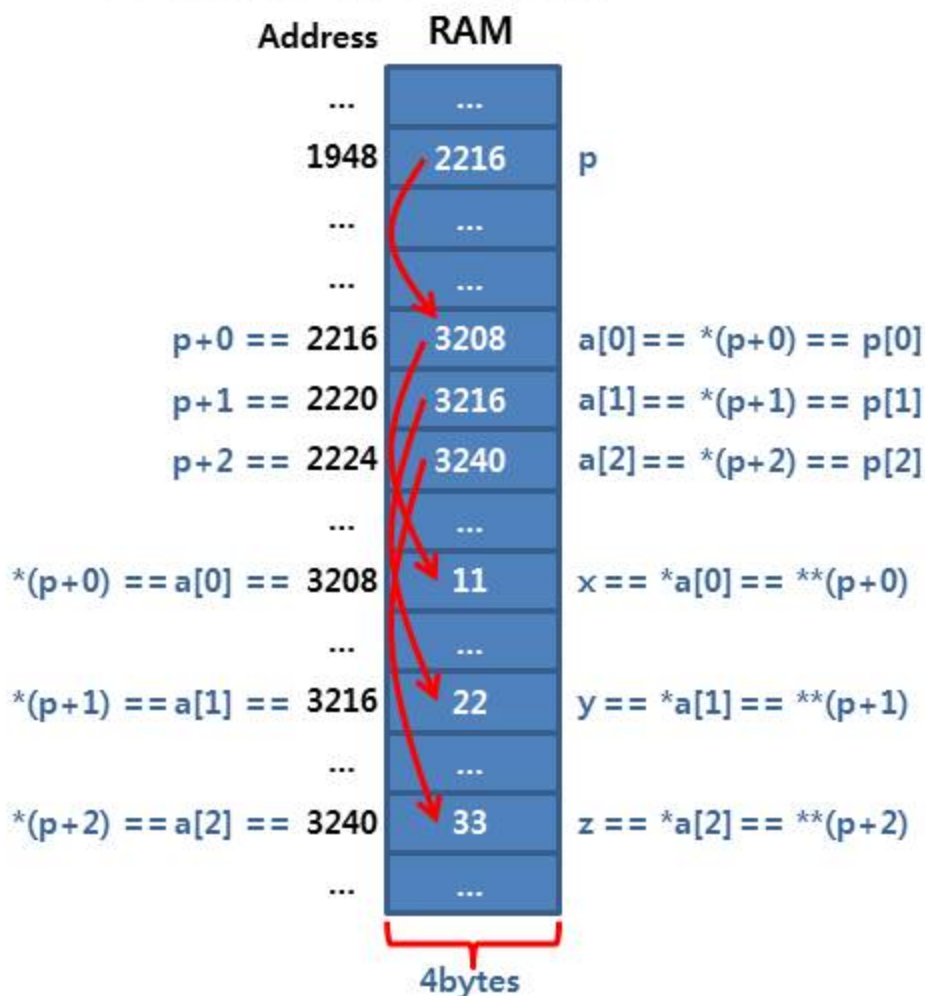 Address RAM
... ...
1948 2216 p
... ...
... ...
p+0 == 2216 3208 a[0]== *(p+0) == p[0]
p+1 == 2220 3216 a[1]== *(p+1) == p[1]
p+2 == 2224 3240 a[2]== *(p+2) == p[2]
... ...
*(p+0) ==a[0] == 3208 11 x == *a[0]== **(p+0)
... ...
*(p+1) ==a[1] == 3216 22 y == *a[1]== **(p+1)
... ...
*(p+2) ==a[2] == 3240 33 z == *a[2]== **(p+2)
... ...
4bytes